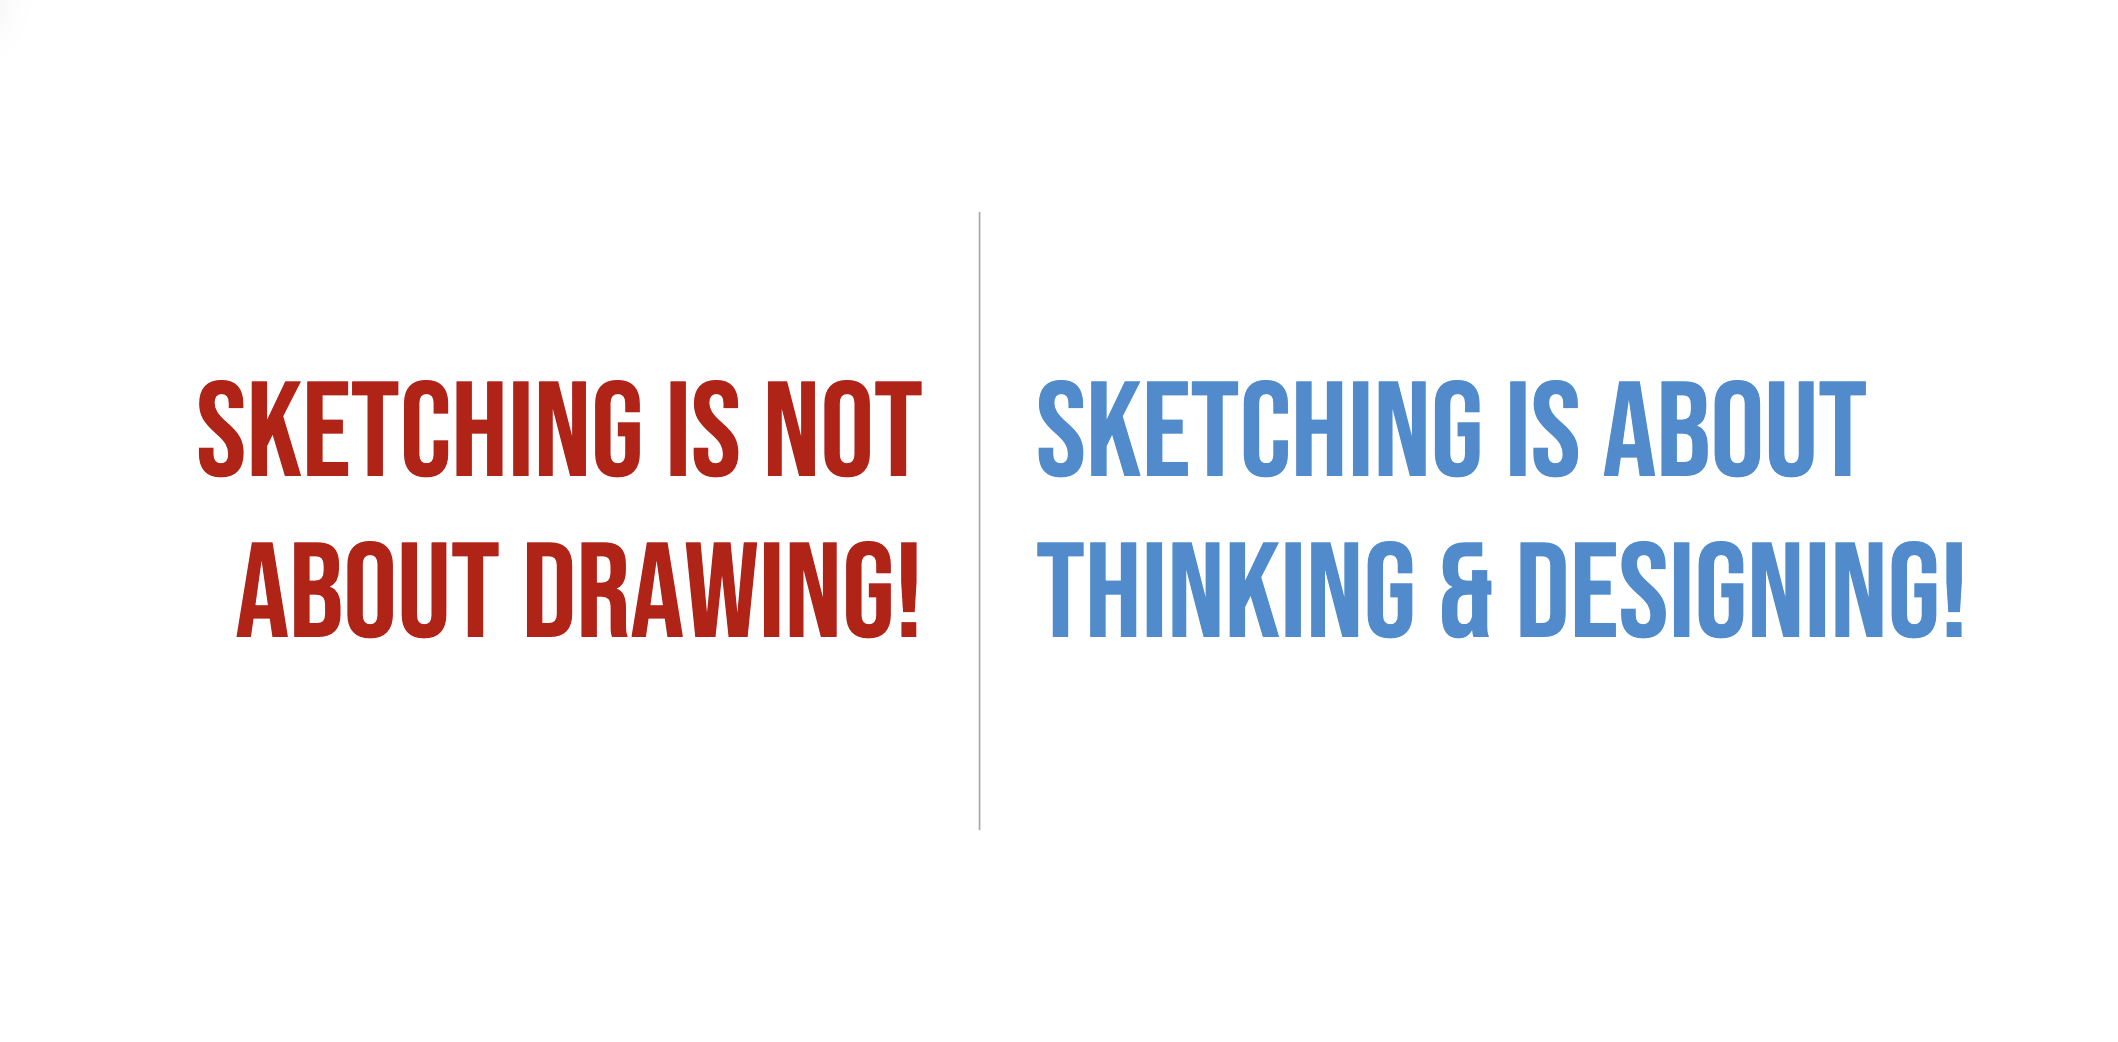 SKETCHING IS NOT
ABOUT DRAWING!
SKETCHING IS ABOUT
THINKING & DESIGNING!